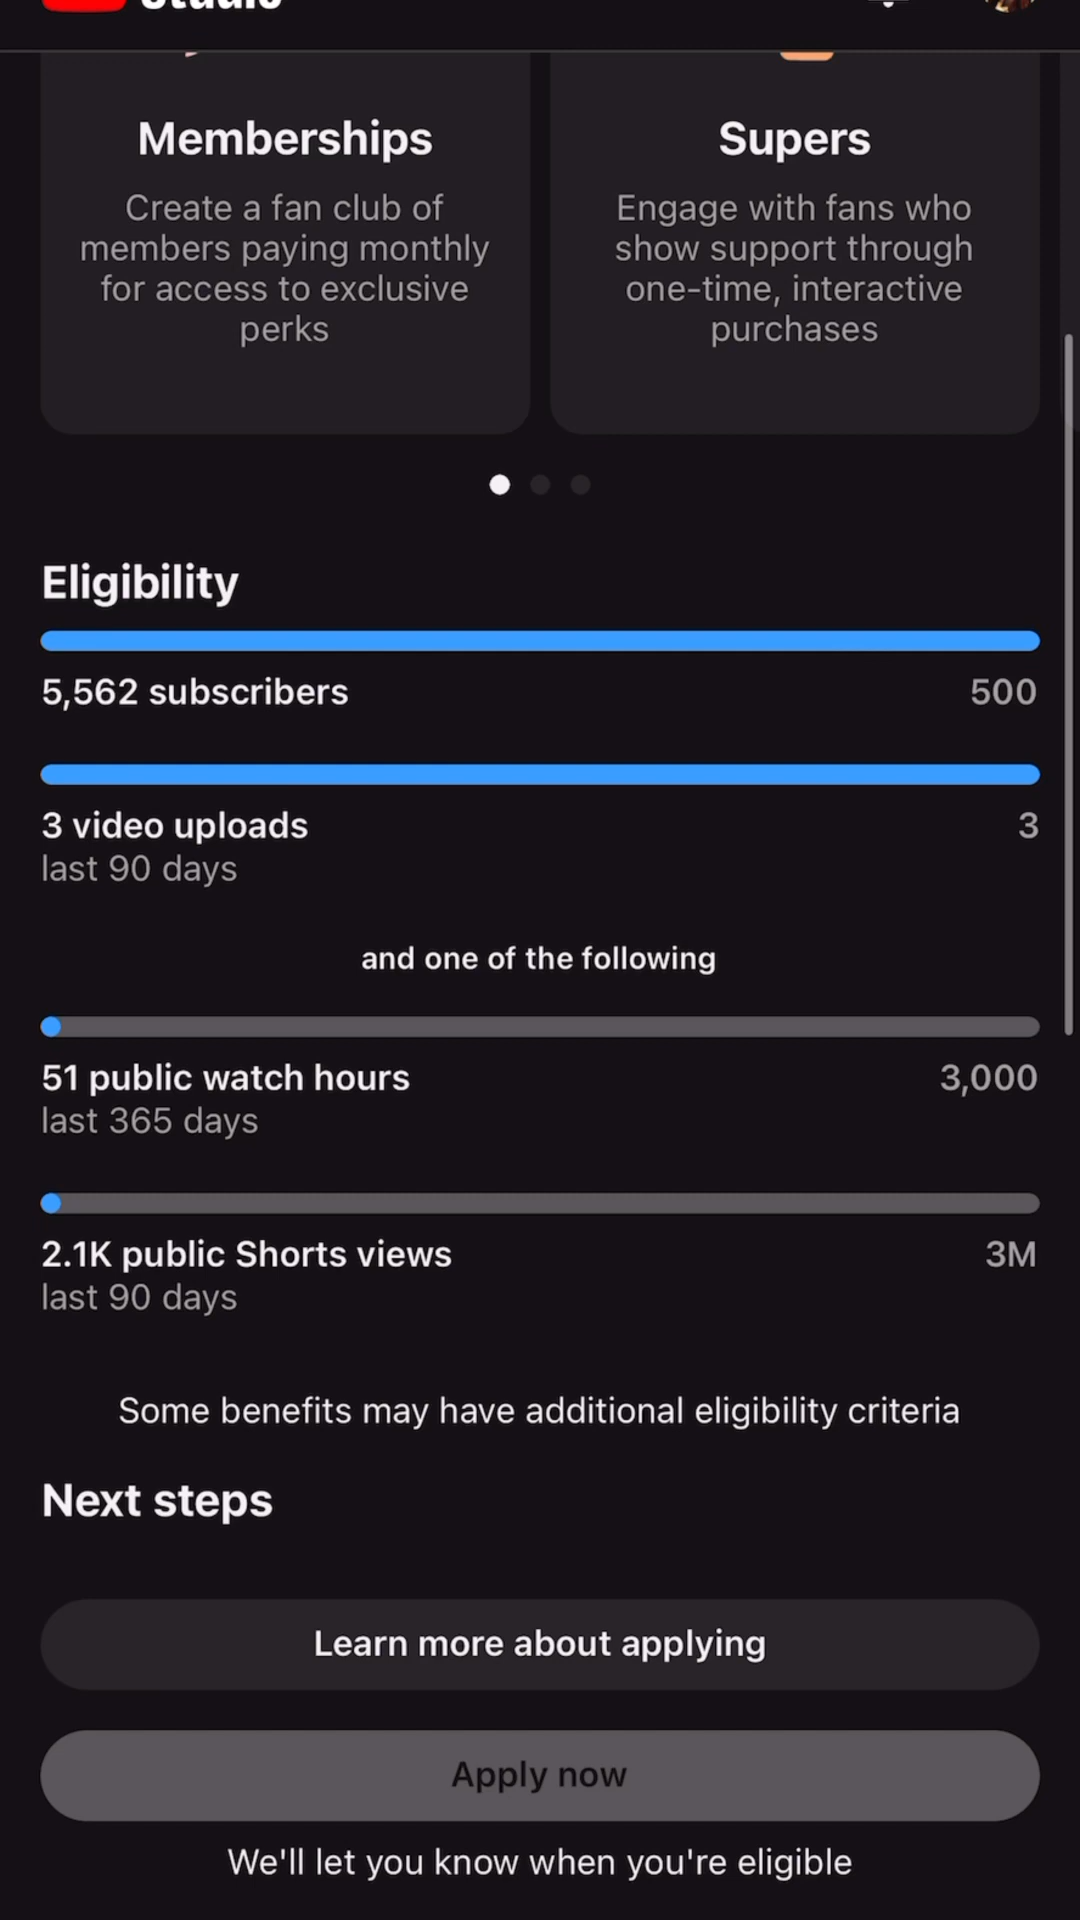 Studio
Memberships
Create a fan club of
members paying monthly
for access to exclusive
perks
Supers
Engage with fans who
show support through
one-time, interactive
purchases
Eligibility
5,562 subscribers
500
3 video uploads
3
last 90 days
and one of the following
51 public watch hours
3,000
last 365 days
2.1K public Shorts views
3M
last 90 days
Some benefits may have additional eligibility criteria
Next steps
Learn more about applying
Apply now
We'll let you know when you're eligible